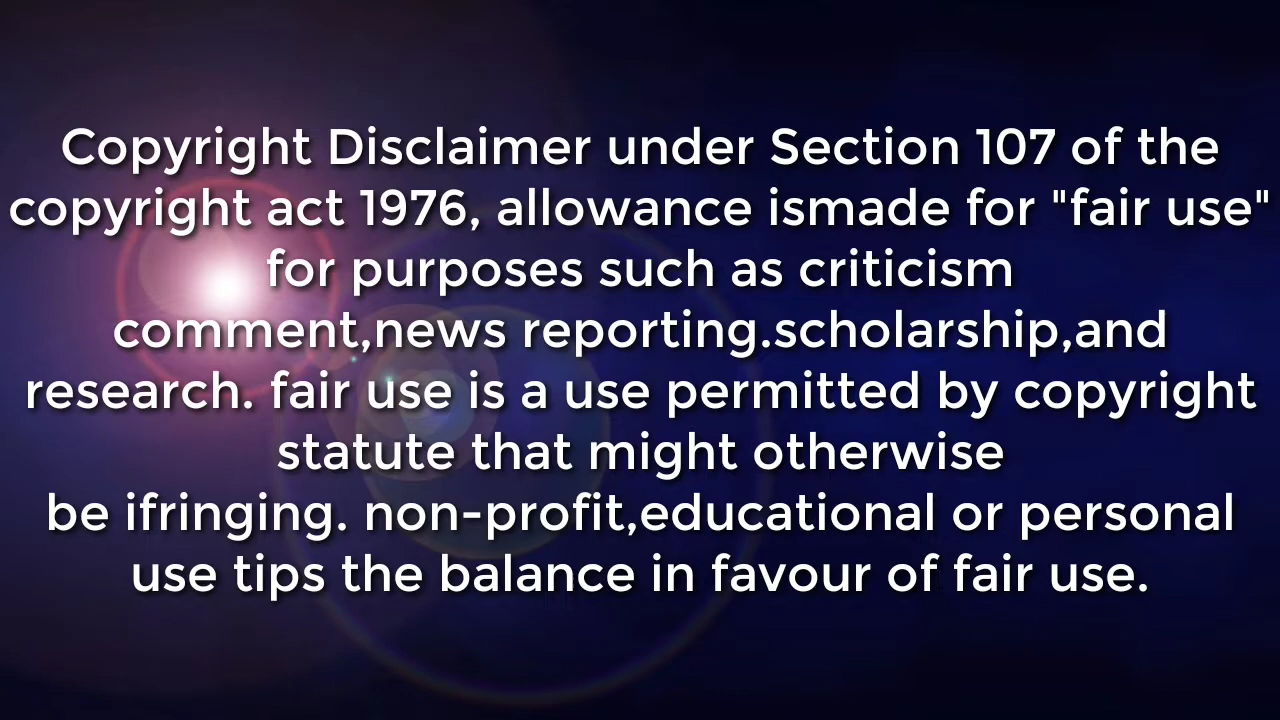 Copyright Disclaimer under Section 107 of the
copyright act 1976, allowance ismade for "fair use"
for purposes such as criticism
comment,news reporting.scholarship,and
research. fair use is a use permitted by copyright
statute that might otherwise
be ifringing. non-profit,educational or personal
use tips the balance in favour of fair use.